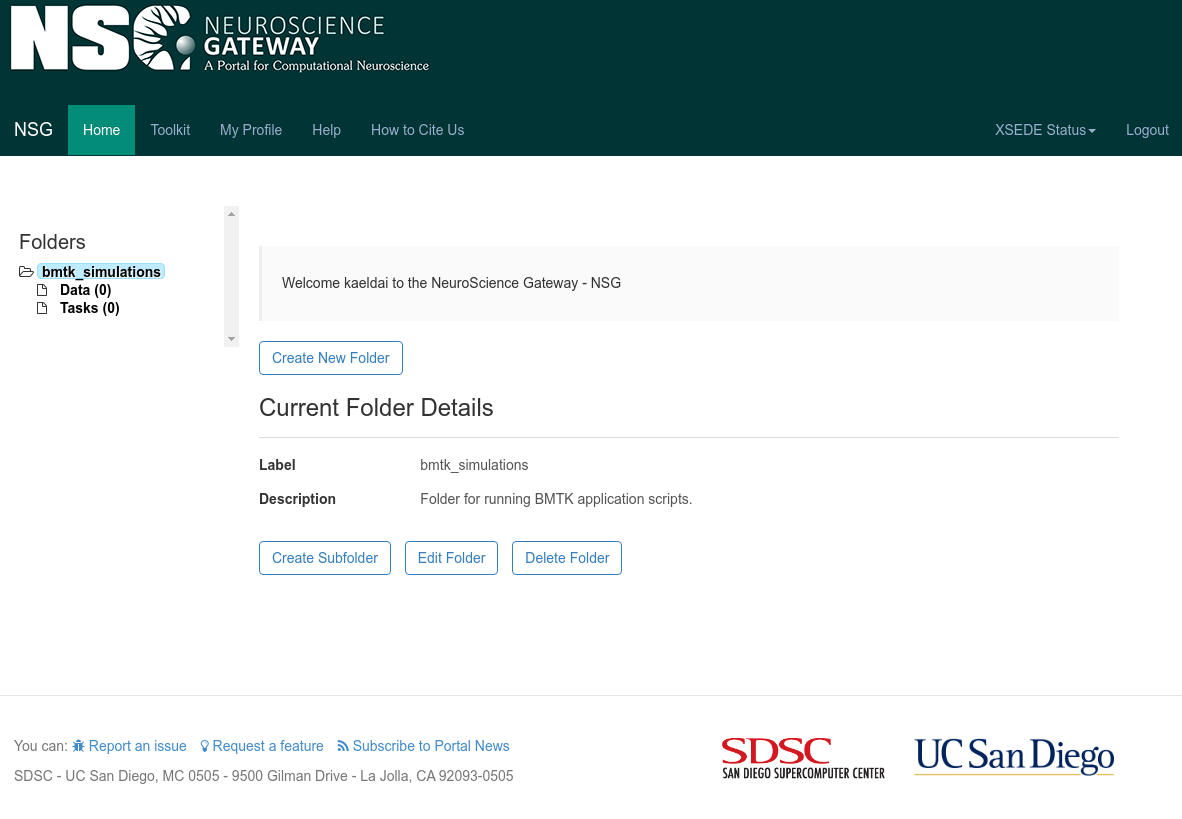 NSG NEUROSCIENCE
GATEWAY
A Portal for Computational Neuroscience
NSG Home Toolkit My Profile Help How to Cite Us XSEDE Status Logout
Folders
bmtk_simulations
Data (0)
Tasks (0)
Welcome kaeldai to the NeuroScience Gateway - NSG
Create New Folder
Current Folder Details
Label bmtk_simulations
Description Folder for running BMTK application scripts.
Create Subfolder Edit Folder Delete Folder
You can: Report an issue Request a feature Subscribe to Portal News
SDSC - UC San Diego, MC 0505 - 9500 Gilman Drive - La Jolla, CA 92093-0505
SDSC
SAN DIEGO SUPERCOMPUTER CENTER
UC San Diego